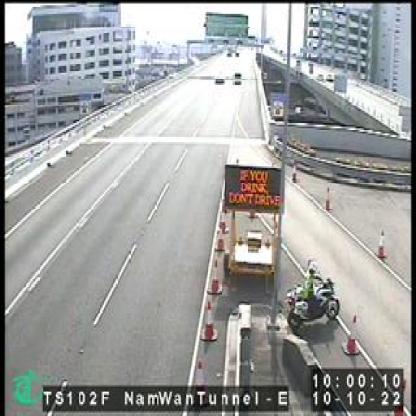 IF YOU
DRINK,
DON'T DRIVE
10:00:10
TS102F NamWanTunnel-E 10-10-22